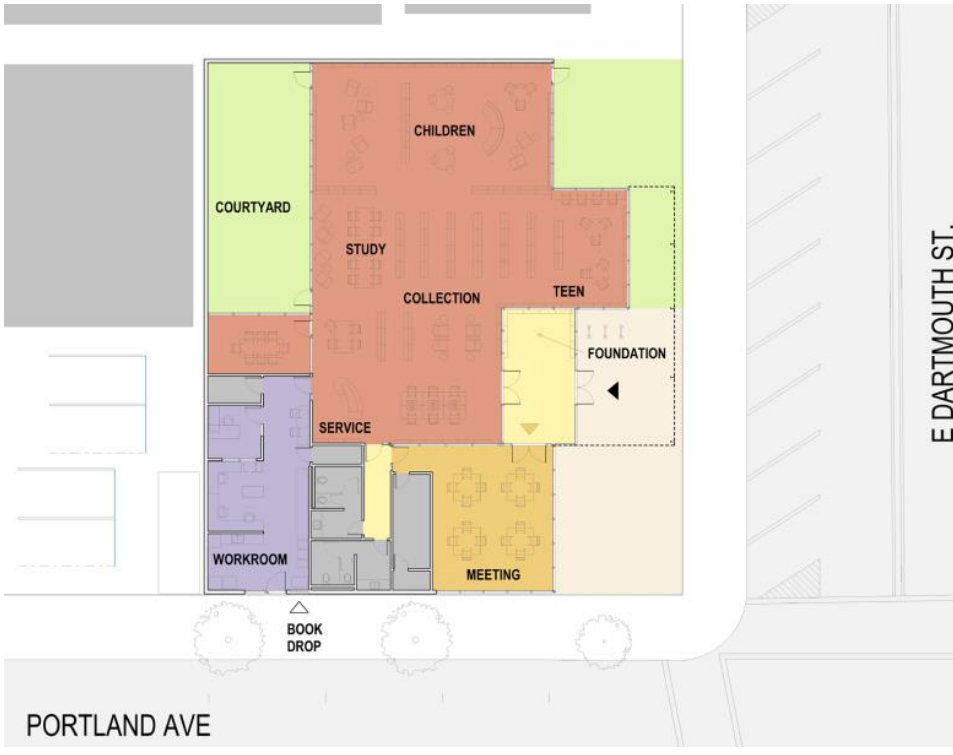 CHILDREN
COURTYARD
STUDY
COLLECTION
TEEN
FOUNDATION
SERVICE
WORKROOM
MEETING
BOOK
DROP
PORTLAND AVE
E DARTMOUTH ST.